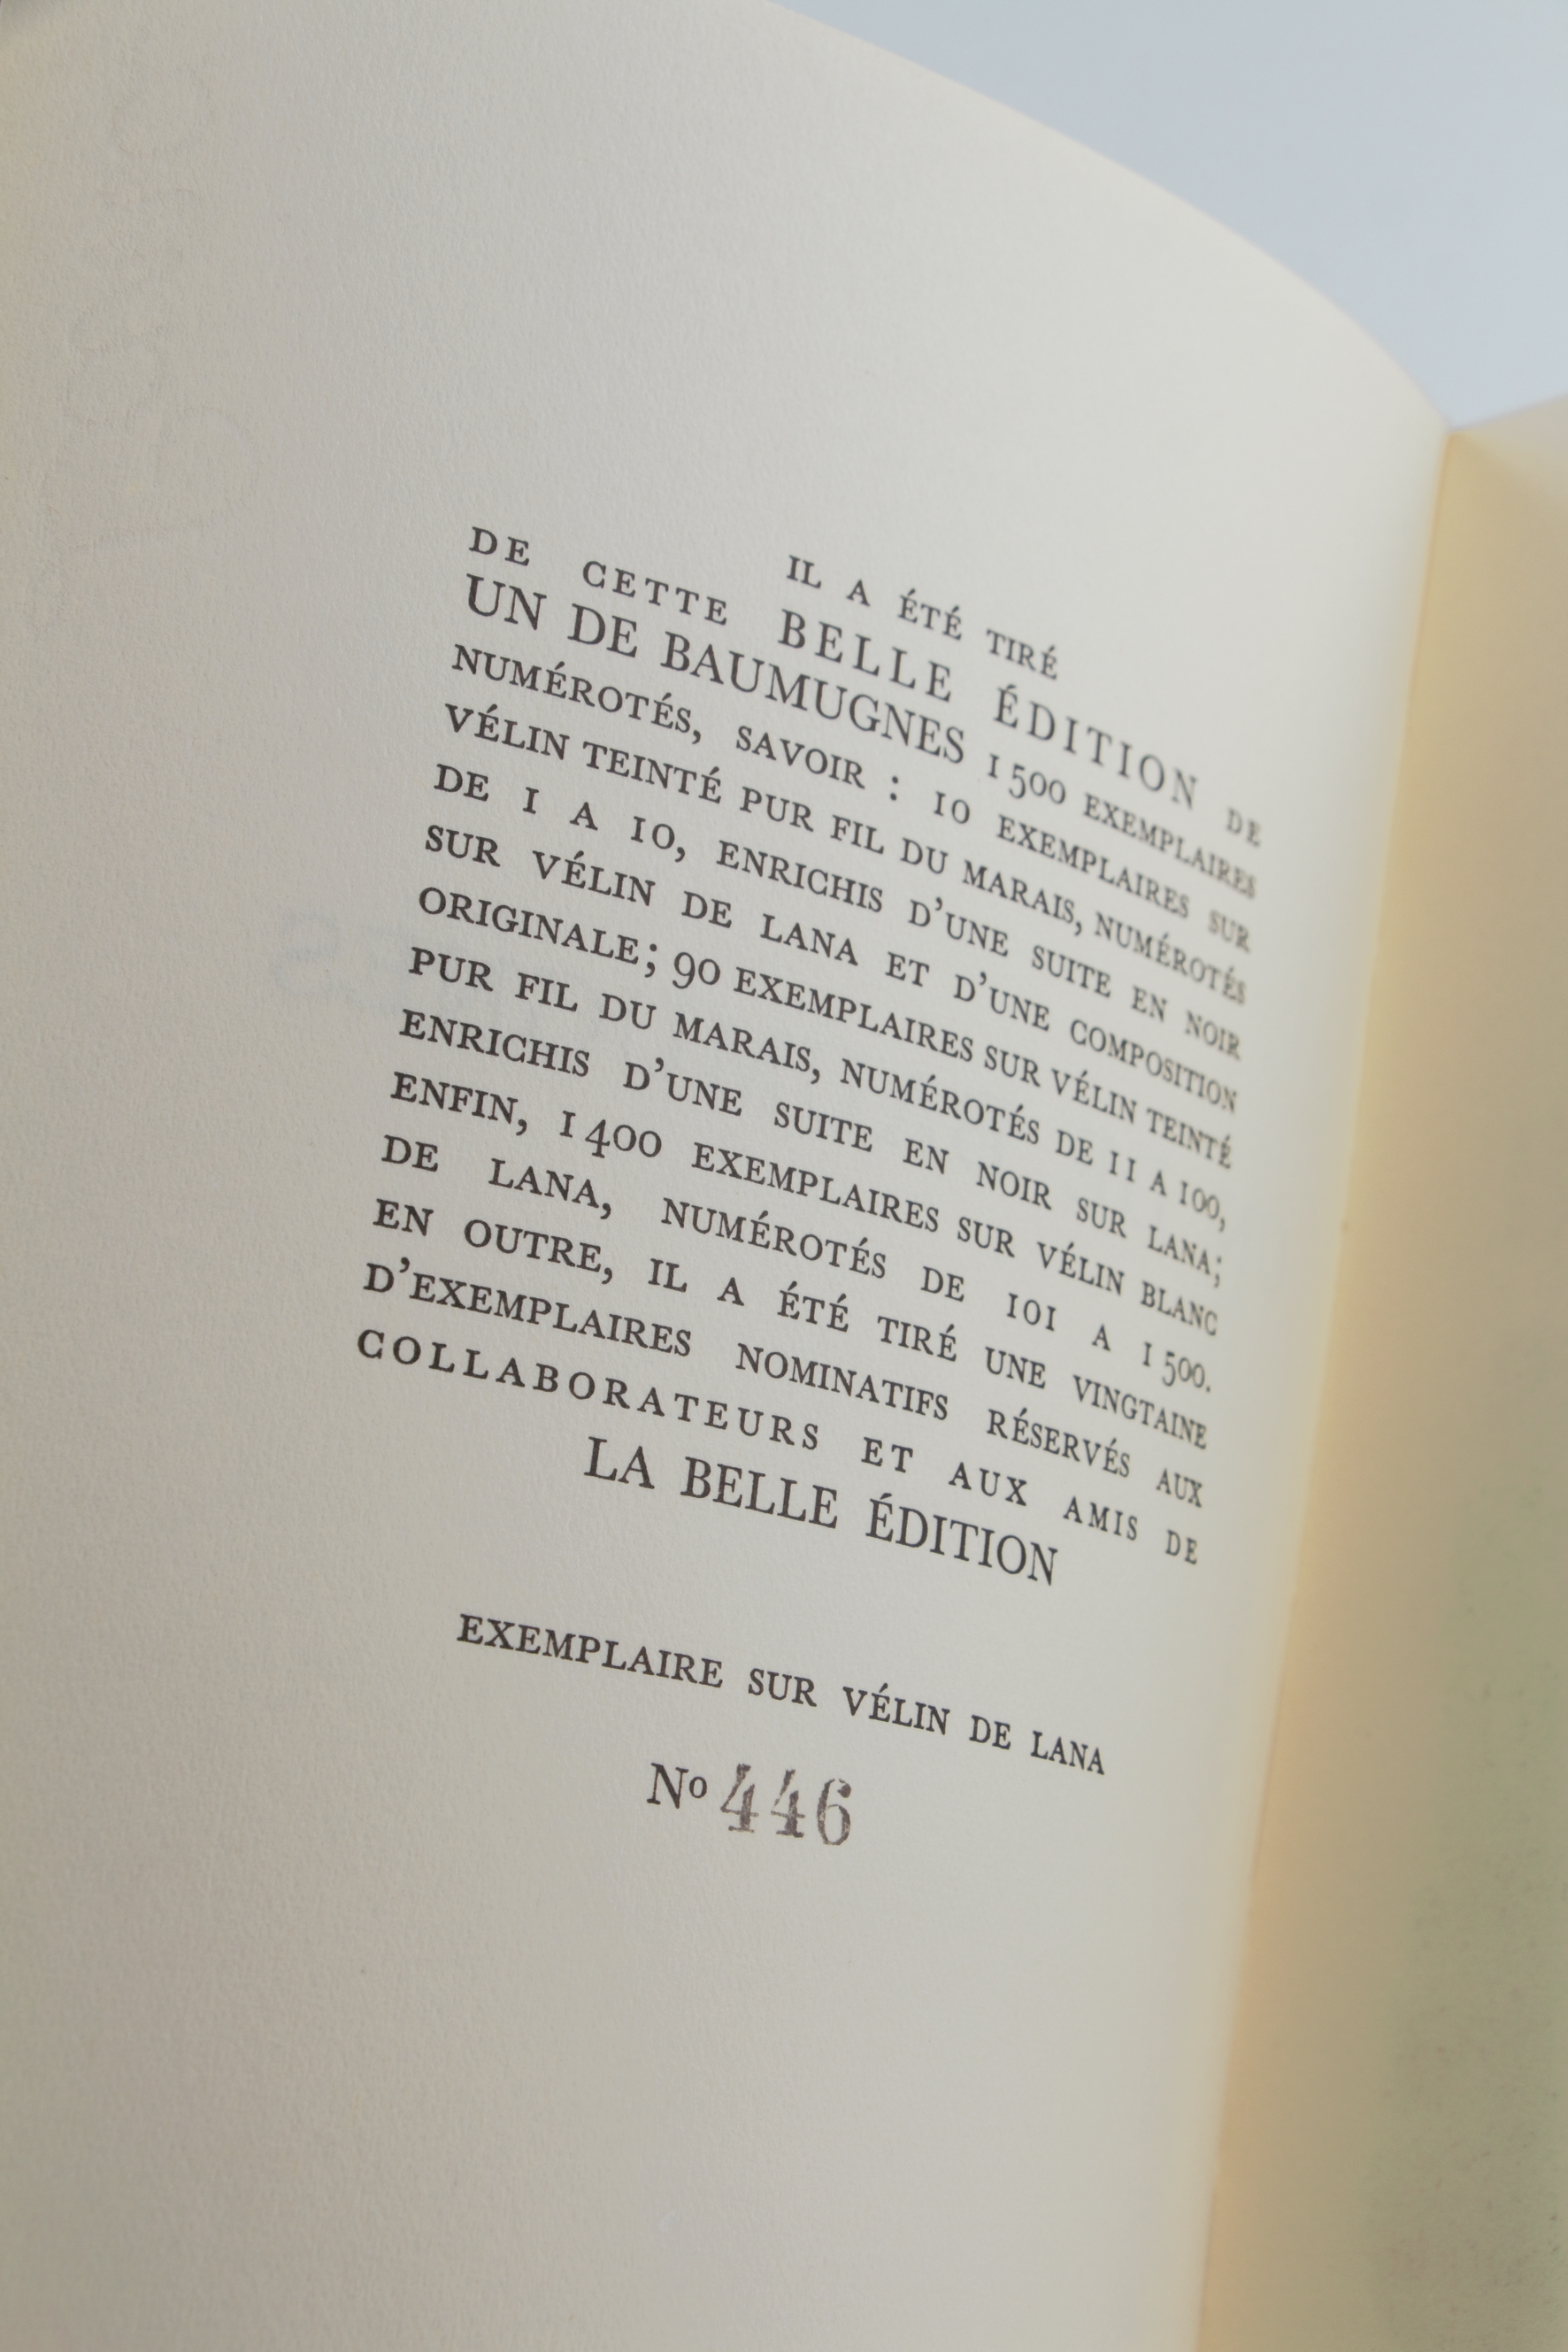 IL A ÉTÉ TIRÉ
DE CETTE BELLE ÉDITION DE
UN DE BAUMUGNES 1500 EXEMPLAIRES
NUMÉROTÉS, SAVOIR : 10 EXEMPLAIRES SUR
VÉLIN TEINTÉ PUR FIL DU MARAIS, NUMÉROTÉS
DE 1 A 10, ENRICHIS D'UNE SUITE EN NOIR
SUR VÉLIN DE LANA ET D'UNE COMPOSITION
ORIGINALE; 90 EXEMPLAIRES SUR VÉLIN TEINTÉ
PUR FIL DU MARAIS, NUMÉROTÉS DE 11 A 100,
ENRICHIS D'UNE SUITE EN NOIR SUR LANA;
ENFIN, 1400 EXEMPLAIRES SUR VÉLIN BLANC
DE LANA, NUMÉROTÉS DE 101 A 1500.
EN OUTRE, IL A ÉTÉ TIRÉ UNE VINGTAINE
D'EXEMPLAIRES NOMINATIFS RÉSERVÉS AUX
COLLABORATEURS ET AUX AMIS DE
LA BELLE ÉDITION
EXEMPLAIRE SUR VÉLIN DE LANA
Nº 446